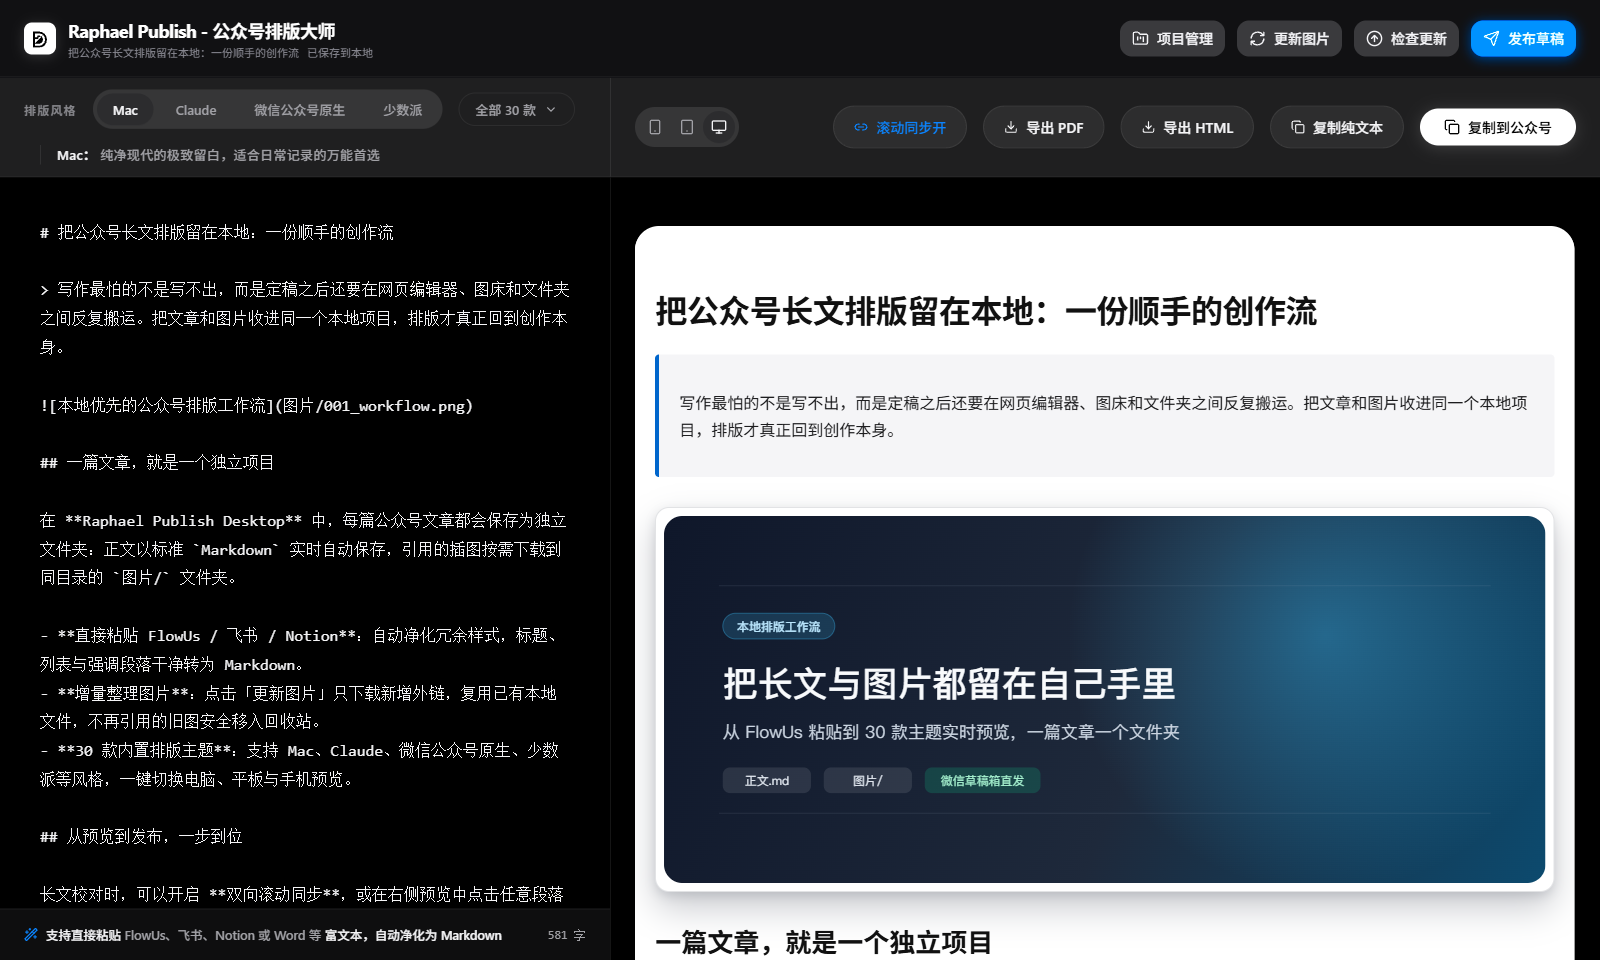 Raphael Publish - 公众号排版大师
把公众号长文排版留在本地：一份顺手的创作流 已保存到本地
项目管理
更新图片
检查更新
发布草稿
排版风格
Mac
Claude
微信公众号原生
少数派
全部 30 款
Mac： 纯净现代的极致留白，适合日常记录的万能首选
滚动同步开
导出 PDF
导出 HTML
复制纯文本
复制到公众号
# 把公众号长文排版留在本地：一份顺手的创作流
> 写作最怕的不是写不出，而是定稿之后还要在网页编辑器、图床和文件夹
之间反复搬运。把文章和图片收进同一个本地项目，排版才真正回到创作本
身。
![本地优先的公众号排版工作流](图片/001_workflow.png)
## 一篇文章，就是一个独立项目
在 **Raphael Publish Desktop** 中，每篇公众号文章都会保存为独立
文件夹：正文以标准 `Markdown` 实时自动保存，引用的插图按需下载到
同目录的 `图片/` 文件夹。
- **直接粘贴 FlowUs / 飞书 / Notion**：自动净化冗余样式，标题、
列表与强调段落干净转为 Markdown。
- **增量整理图片**：点击「更新图片」只下载新增外链，复用已有本地
文件，不再引用的旧图安全移入回收站。
- **30 款内置排版主题**：支持 Mac、Claude、微信公众号原生、少数
派等风格，一键切换电脑、平板与手机预览。
## 从预览到发布，一步到位
长文校对时，可以开启 **双向滚动同步**，或在右侧预览中点击任意段落
支持直接粘贴 FlowUs、飞书、Notion 或 Word 等 富文本，自动净化为 Markdown
581 字
把公众号长文排版留在本地：一份顺手的创作流
写作最怕的不是写不出，而是定稿之后还要在网页编辑器、图床和文件夹之间反复搬运。把文章和图片收进同一个本地项
目，排版才真正回到创作本身。
本地排版工作流
把长文与图片都留在自己手里
从 FlowUs 粘贴到 30 款主题实时预览，一篇文章一个文件夹
正文.md
图片/
微信草稿箱直发
一篇文章，就是一个独立项目